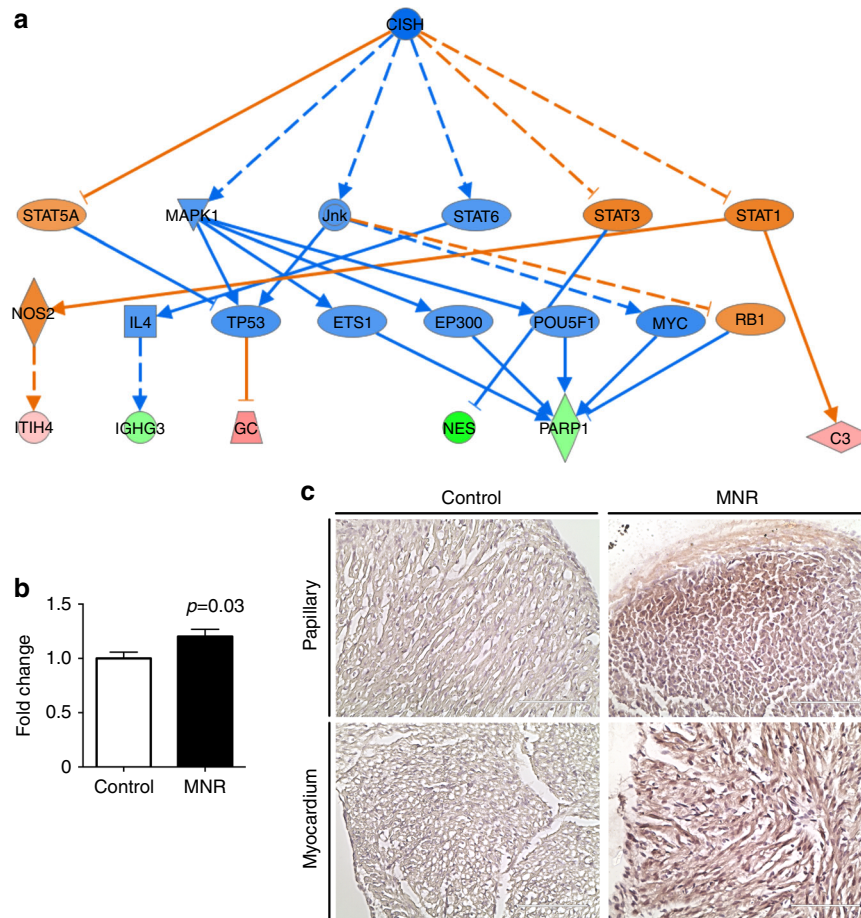 a
CISH
STAT5A MAPK1 Jnk STAT6 STAT3 STAT1
NOS2 IL4 TP53 ETS1 EP300 POU5F1 MYC RB1
ITIH4 IGHG3 GC NES PARP1 C3
b
p=0.03
Fold change
1.5
1.0
0.5
0
Control MNR
c
Control MNR
Papillary
Myocardium